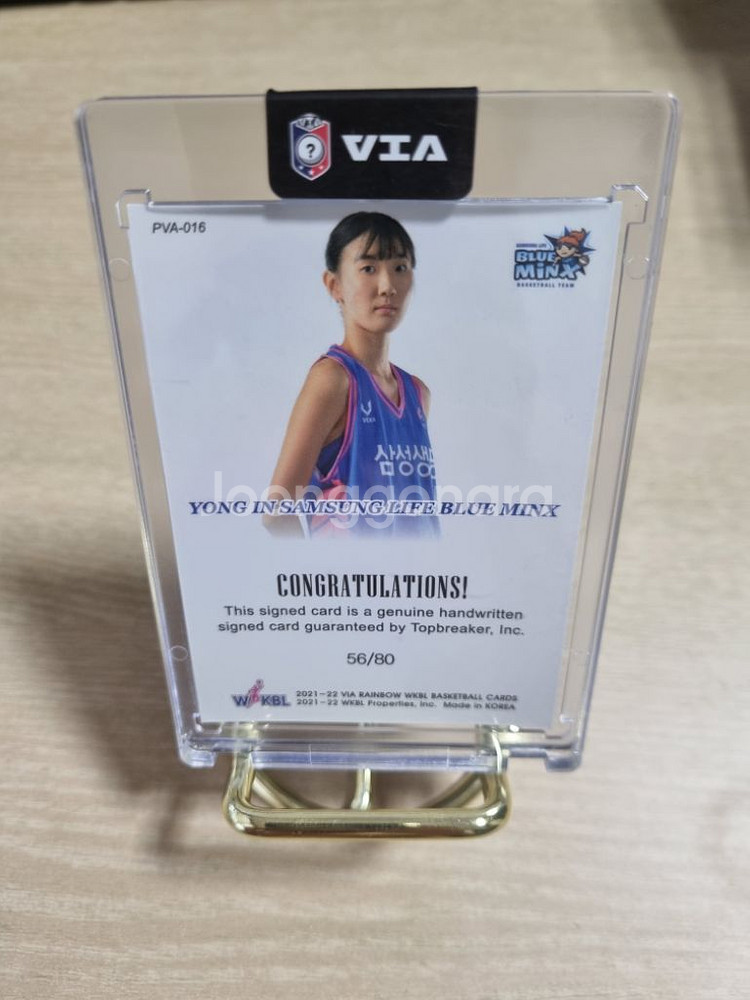 VIA
PVA-016
BLUE
MiNX
BASKETBALL TEAM
삼성생명
Joonggonara
YONG IN SAMSUNG LIFE BLUE MINX
CONGRATULATIONS!
This signed card is a genuine handwritten
signed card guaranteed by Topbreaker, Inc.
56/80
WKBL
2021-22 VIA RAINBOW WKBL BASKETBALL CARDS
2021-22 WKBL Properties, Inc. Made in KOREA